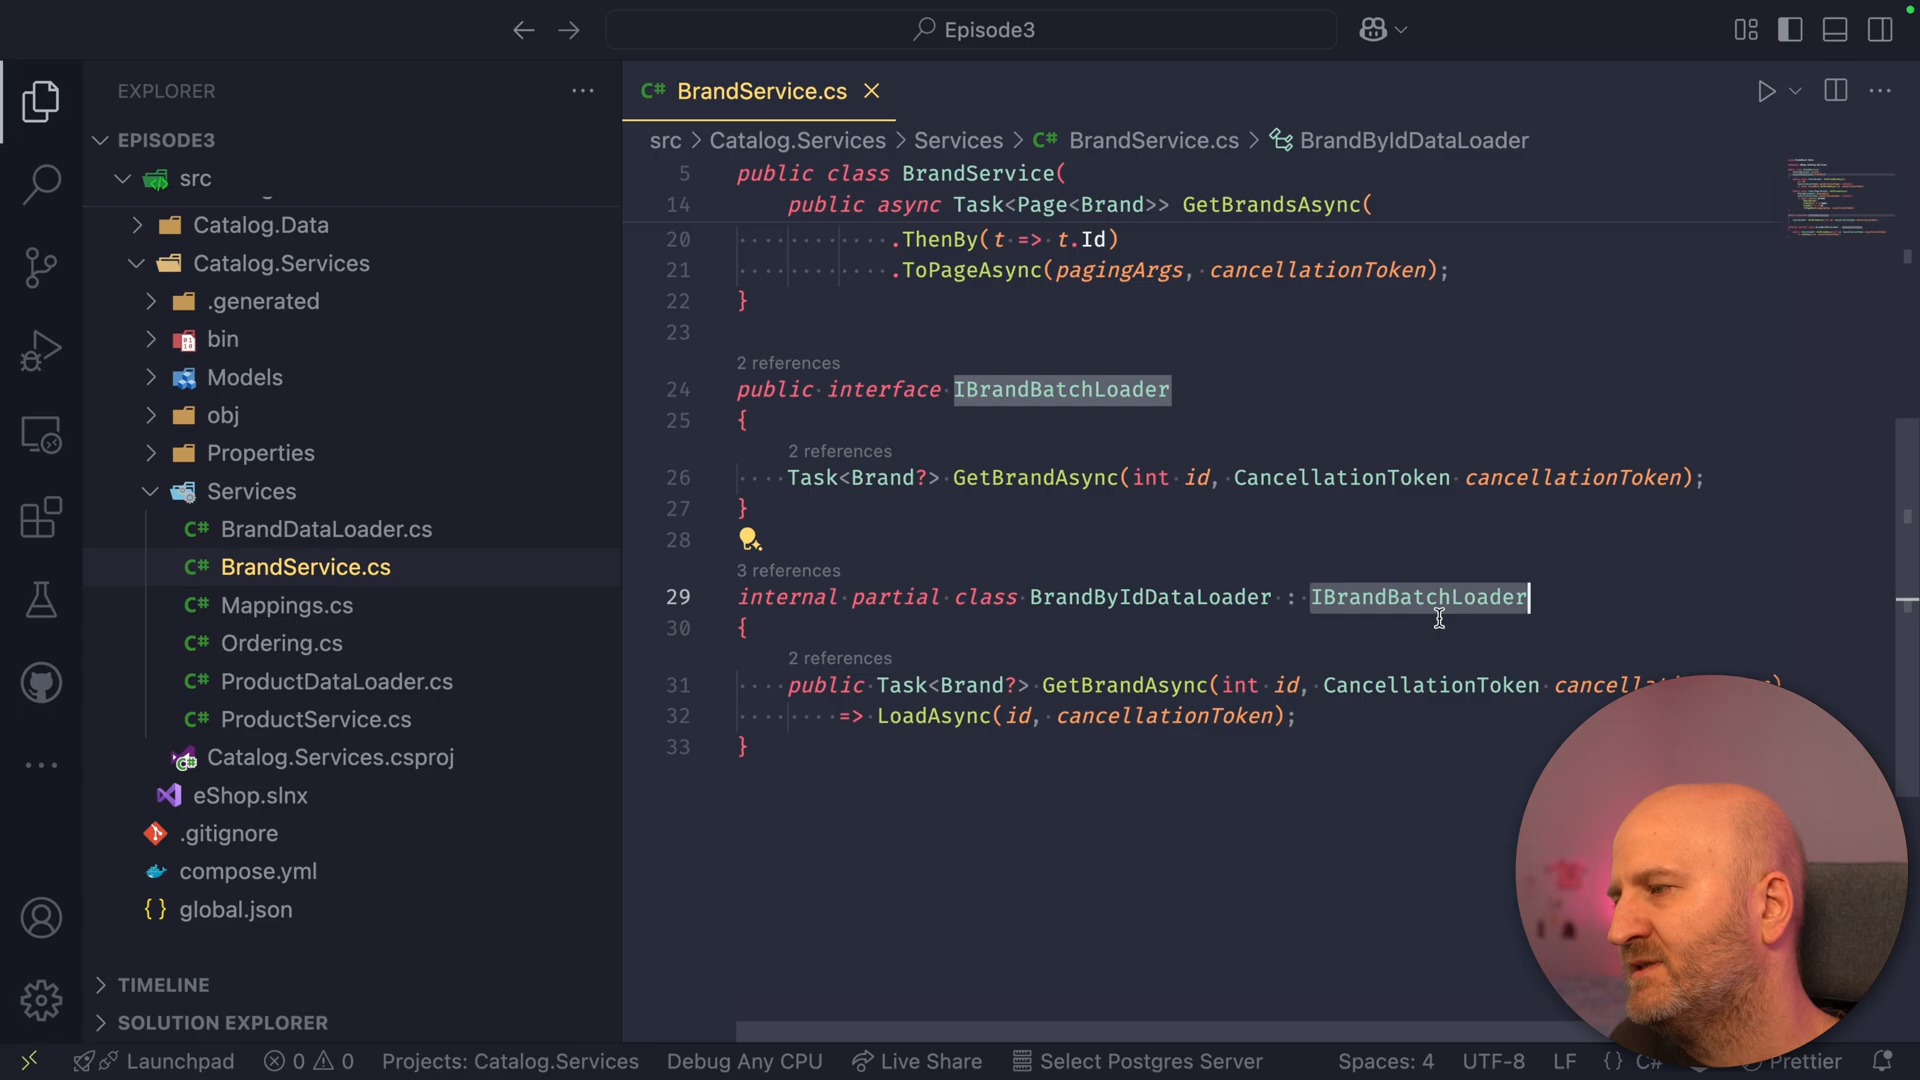 Episode3
EXPLORER
EPISODE3
src
Catalog.Data
Catalog.Services
.generated
bin
Models
obj
Properties
Services
C# BrandDataLoader.cs
C# BrandService.cs
C# Mappings.cs
C# Ordering.cs
C# ProductDataLoader.cs
C# ProductService.cs
Catalog.Services.csproj
eShop.slnx
.gitignore
compose.yml
{} global.json
TIMELINE
SOLUTION EXPLORER
C# BrandService.cs
src > Catalog.Services > Services > C# BrandService.cs > BrandByIdDataLoader
5 public class BrandService(
14 public async Task<Page<Brand>> GetBrandsAsync(
20 .ThenBy(t => t.Id)
21 .ToPageAsync(pagingArgs, cancellationToken);
22 }
23
2 references
24 public interface IBrandBatchLoader
25 {
2 references
26 Task<Brand?> GetBrandAsync(int id, CancellationToken cancellationToken);
27 }
28
3 references
29 internal partial class BrandByIdDataLoader : IBrandBatchLoader
30 {
2 references
31 public Task<Brand?> GetBrandAsync(int id, CancellationToken
32 => LoadAsync(id, cancellationToken);
33 }
Launchpad 0 0 Projects: Catalog.Services Debug Any CPU Live Share Select Postgres Server Spaces: 4 UTF-8 LF {} Prettier